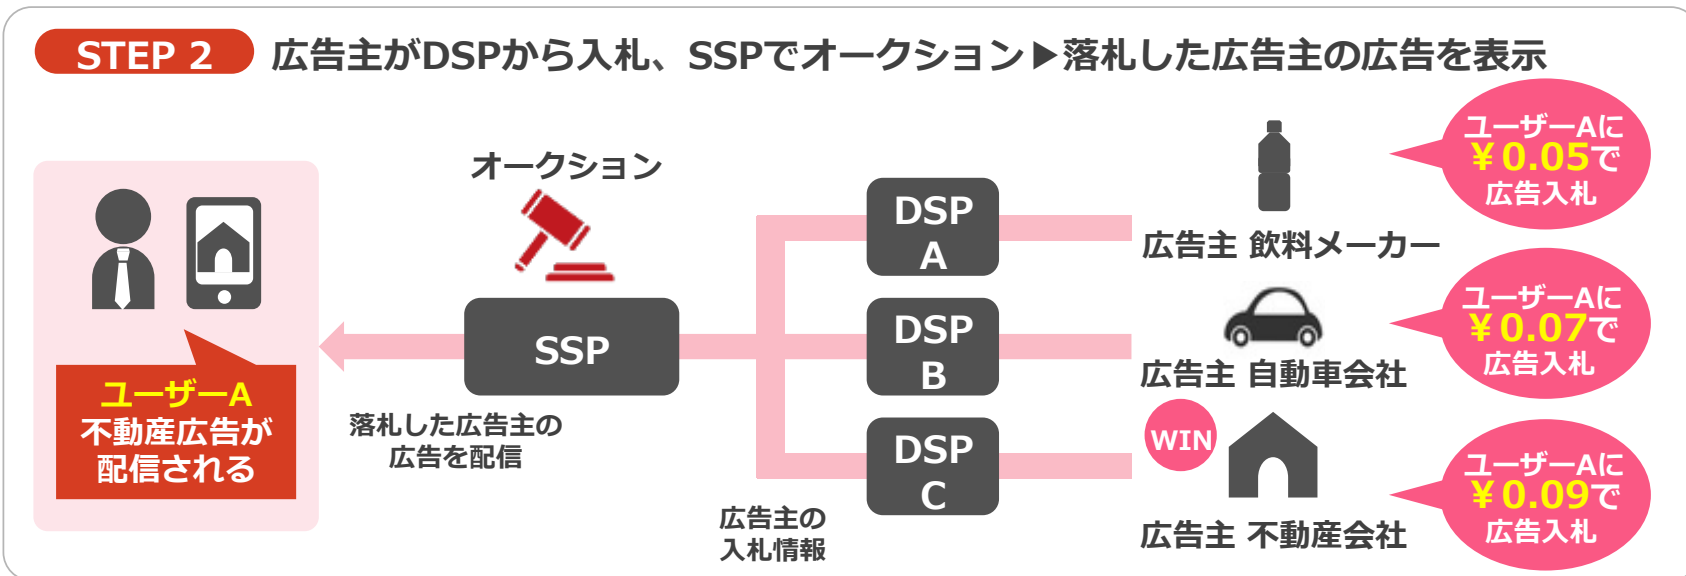 STEP 2
広告主がDSPから入札、SSPでオークション▶落札した広告主の広告を表示
オークション
SSP
ユーザーA
不動産広告が
配信される
落札した広告主の
広告を配信
広告主の
入札情報
DSP
A
DSP
B
DSP
C
広告主 飲料メーカー
ユーザーAに
¥0.05で
広告入札
広告主 自動車会社
ユーザーAに
¥0.07で
広告入札
WIN
広告主 不動産会社
ユーザーAに
¥0.09で
広告入札